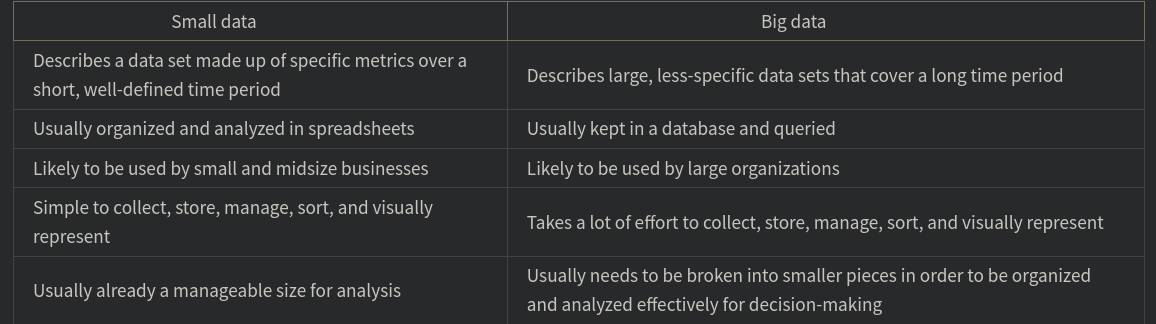 Small data
Big data
Describes a data set made up of specific metrics over a
short, well-defined time period
Describes large, less-specific data sets that cover a long time period
Usually organized and analyzed in spreadsheets
Usually kept in a database and queried
Likely to be used by small and midsize businesses
Likely to be used by large organizations
Simple to collect, store, manage, sort, and visually
represent
Takes a lot of effort to collect, store, manage, sort, and visually represent
Usually already a manageable size for analysis
Usually needs to be broken into smaller pieces in order to be organized
and analyzed effectively for decision-making